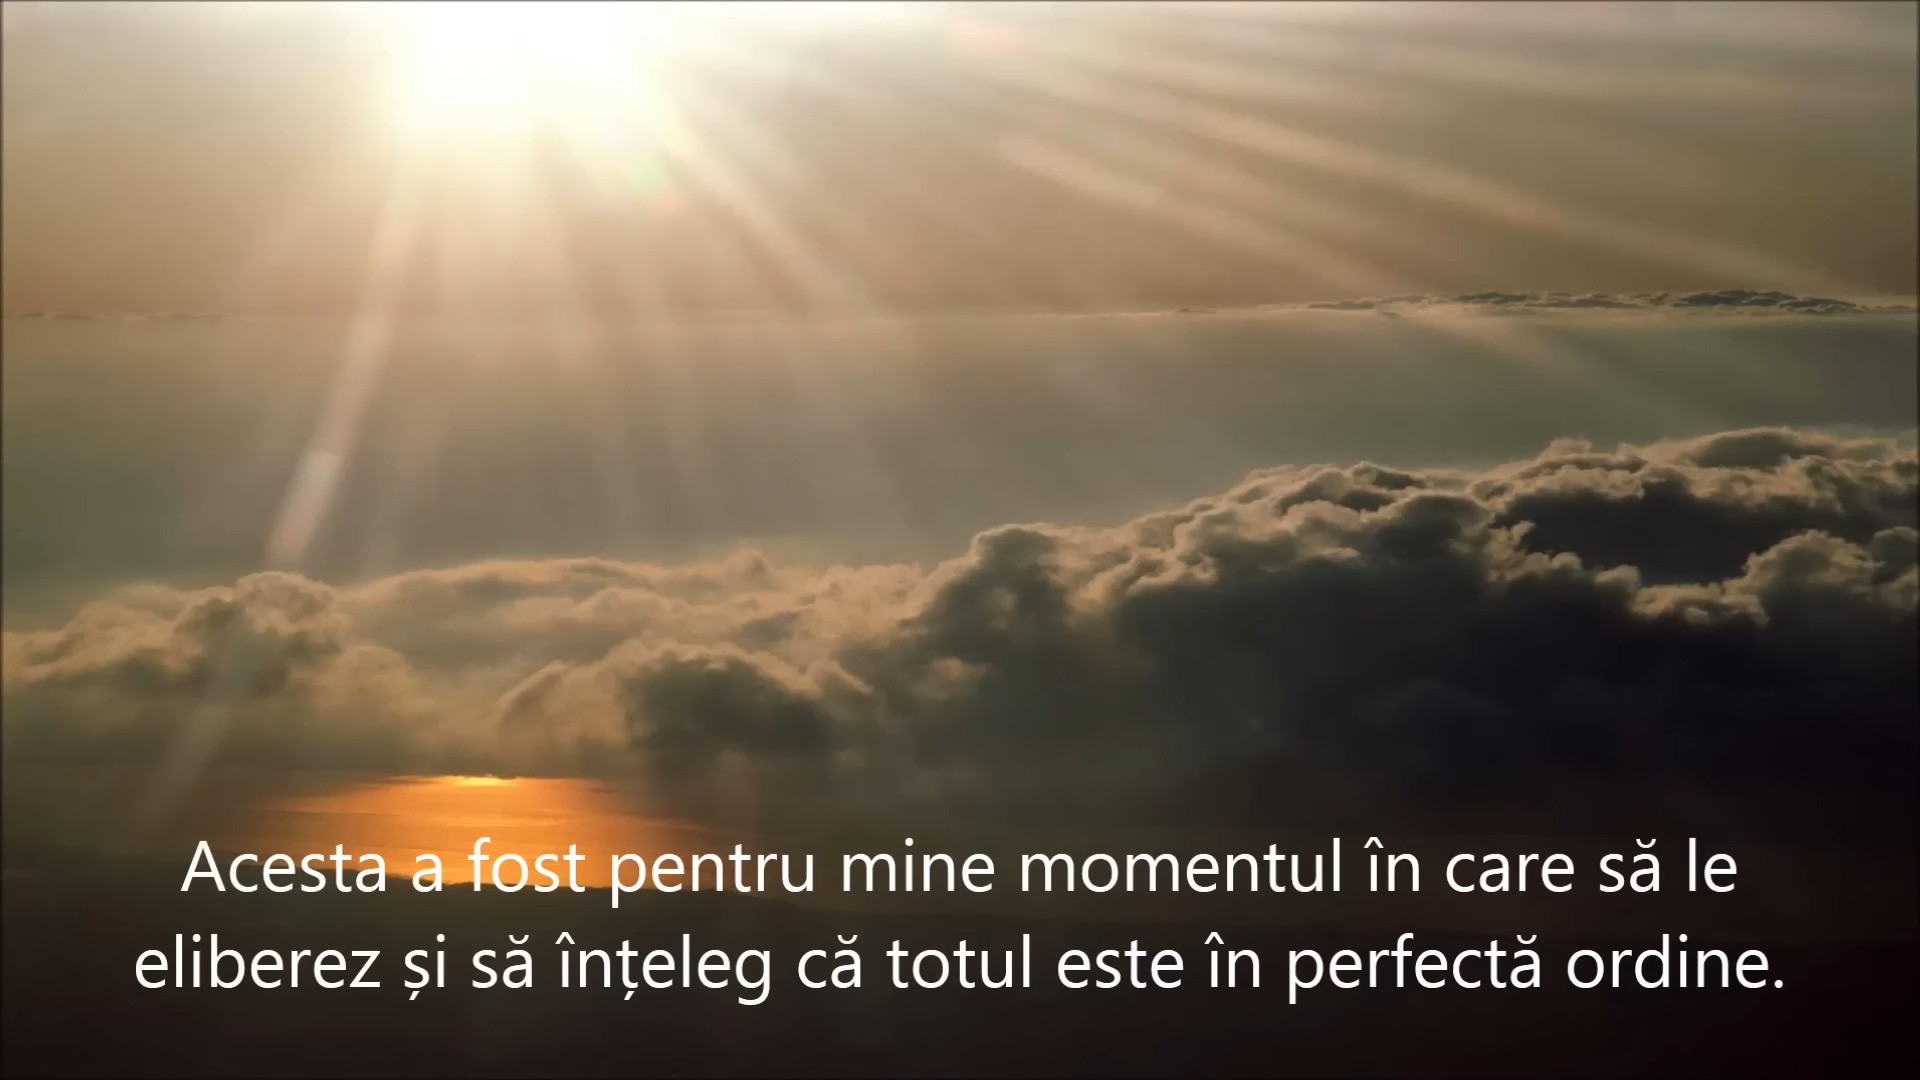 Acesta a fost pentru mine momentul în care să le
eliberez și să înțeleg că totul este în perfectă ordine.